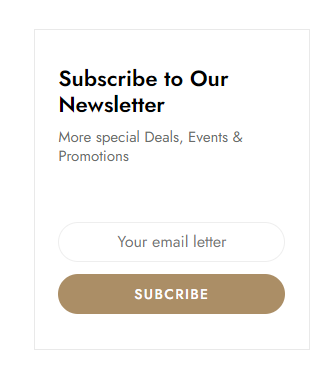 Subscribe to Our
Newsletter
More special Deals, Events &
Promotions
Your email letter
SUBCRIBE